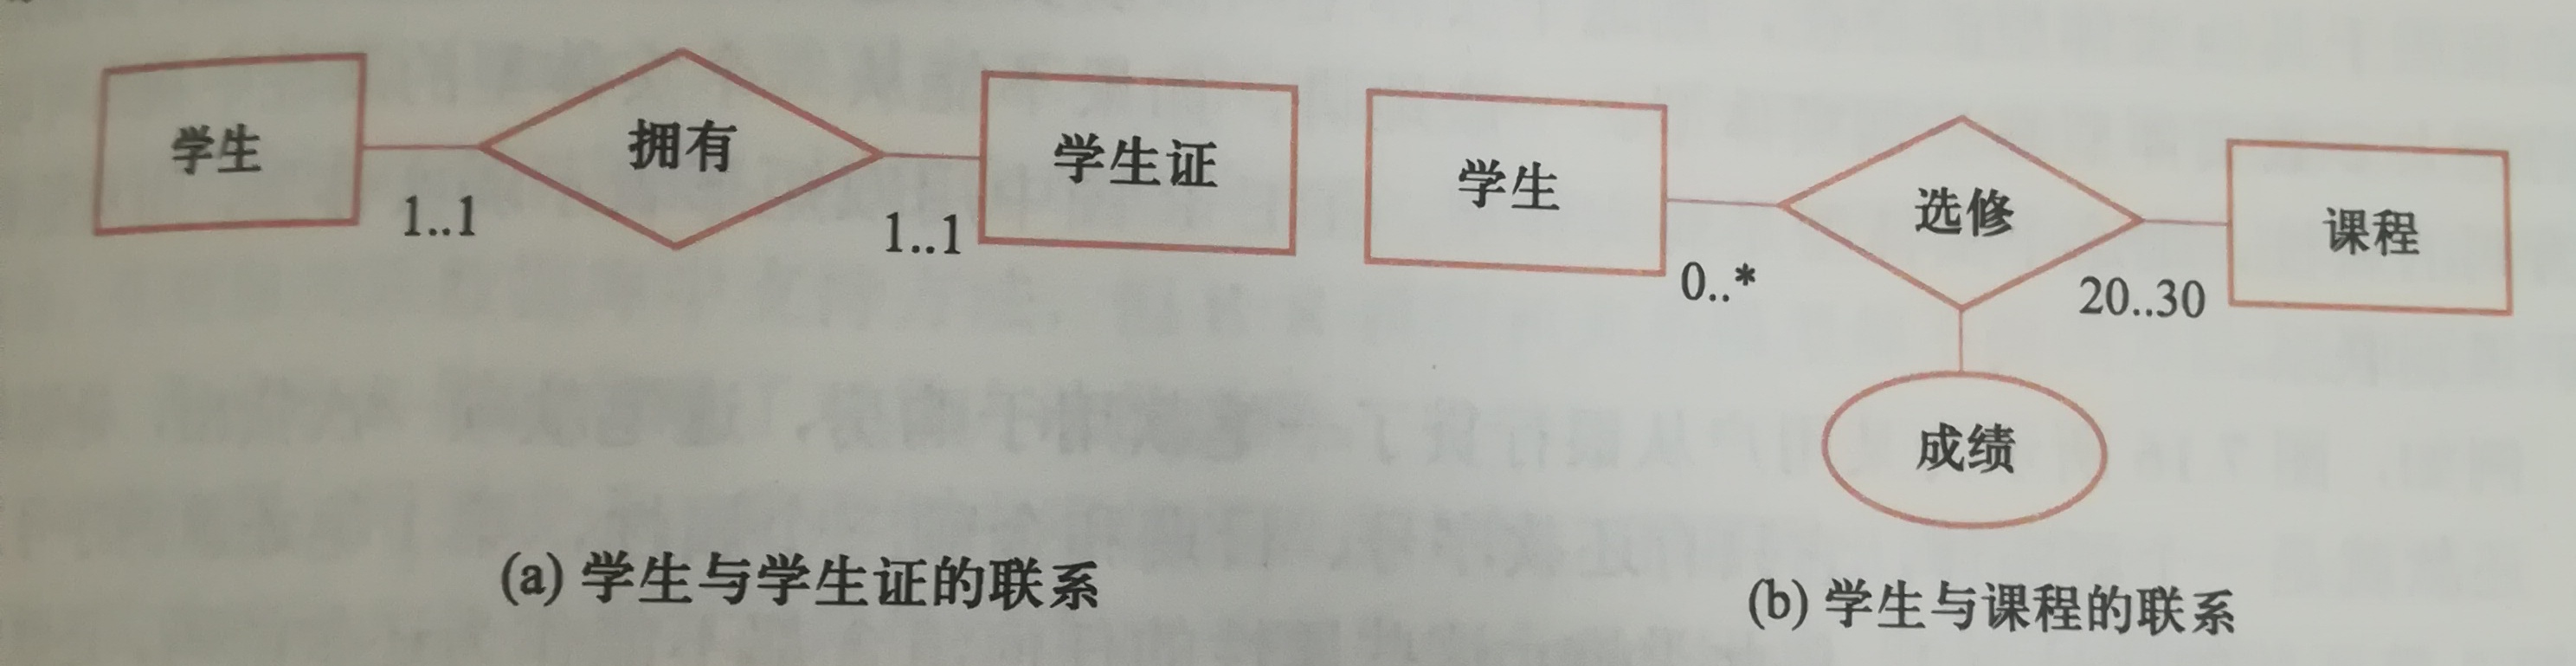 学生
拥有
学生证
1..1
1..1
学生
选修
课程
0..*
20..30
成绩
(a) 学生与学生证的联系
(b) 学生与课程的联系